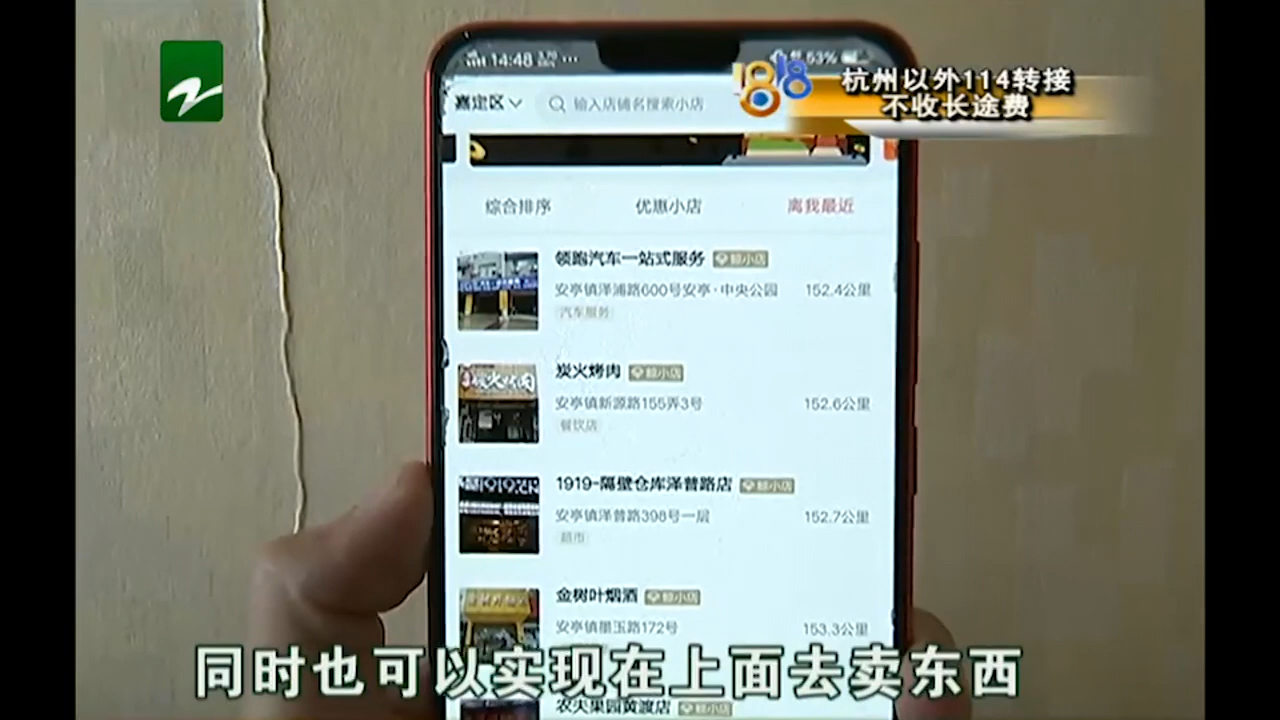 14:48
53%
1818
杭州以外114转接
不收长途费
嘉定区
输入店铺名搜索小店
综合排序
优惠小店
离我最近
领跑汽车一站式服务
鲸小店
安亭镇泽浦路600号安亭·中央公园
152.4公里
汽车服务
炭火烤肉
鲸小店
安亭镇新源路155弄3号
152.6公里
餐饮店
1919-隔壁仓库泽普路店
鲸小店
安亭镇泽普路398号一层
152.7公里
超市
金树叶烟酒
鲸小店
安亭镇墨玉路172号
153.3公里
同时也可以实现在上面去卖东西
农夫果园黄渡店
鲸小店